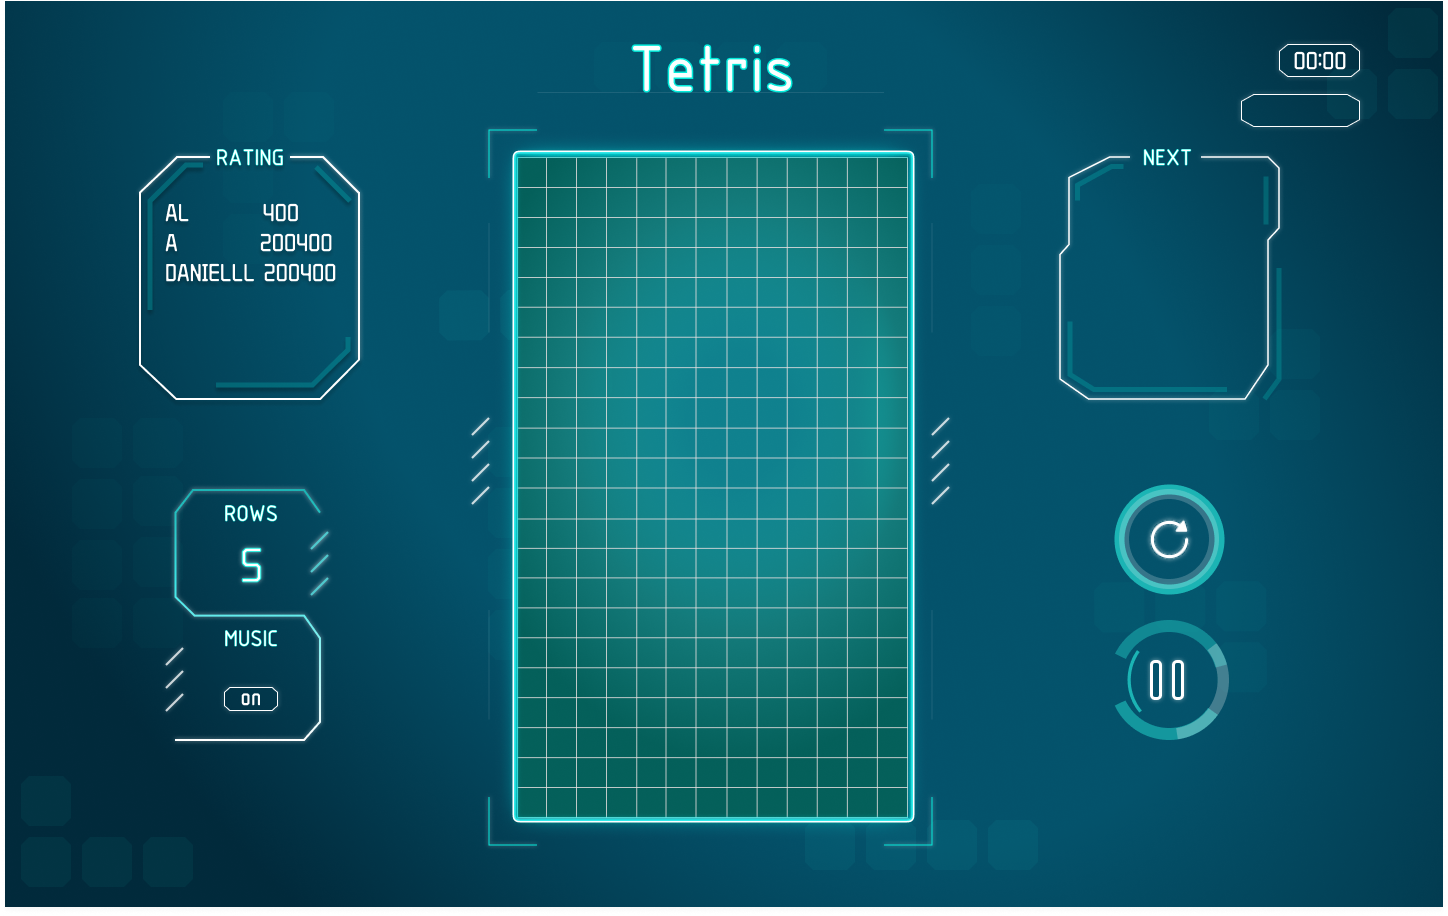 Tetris
00:00
RATING
AL 400
A 200400
DANIELLL 200400
NEXT
ROWS
5
MUSIC
on